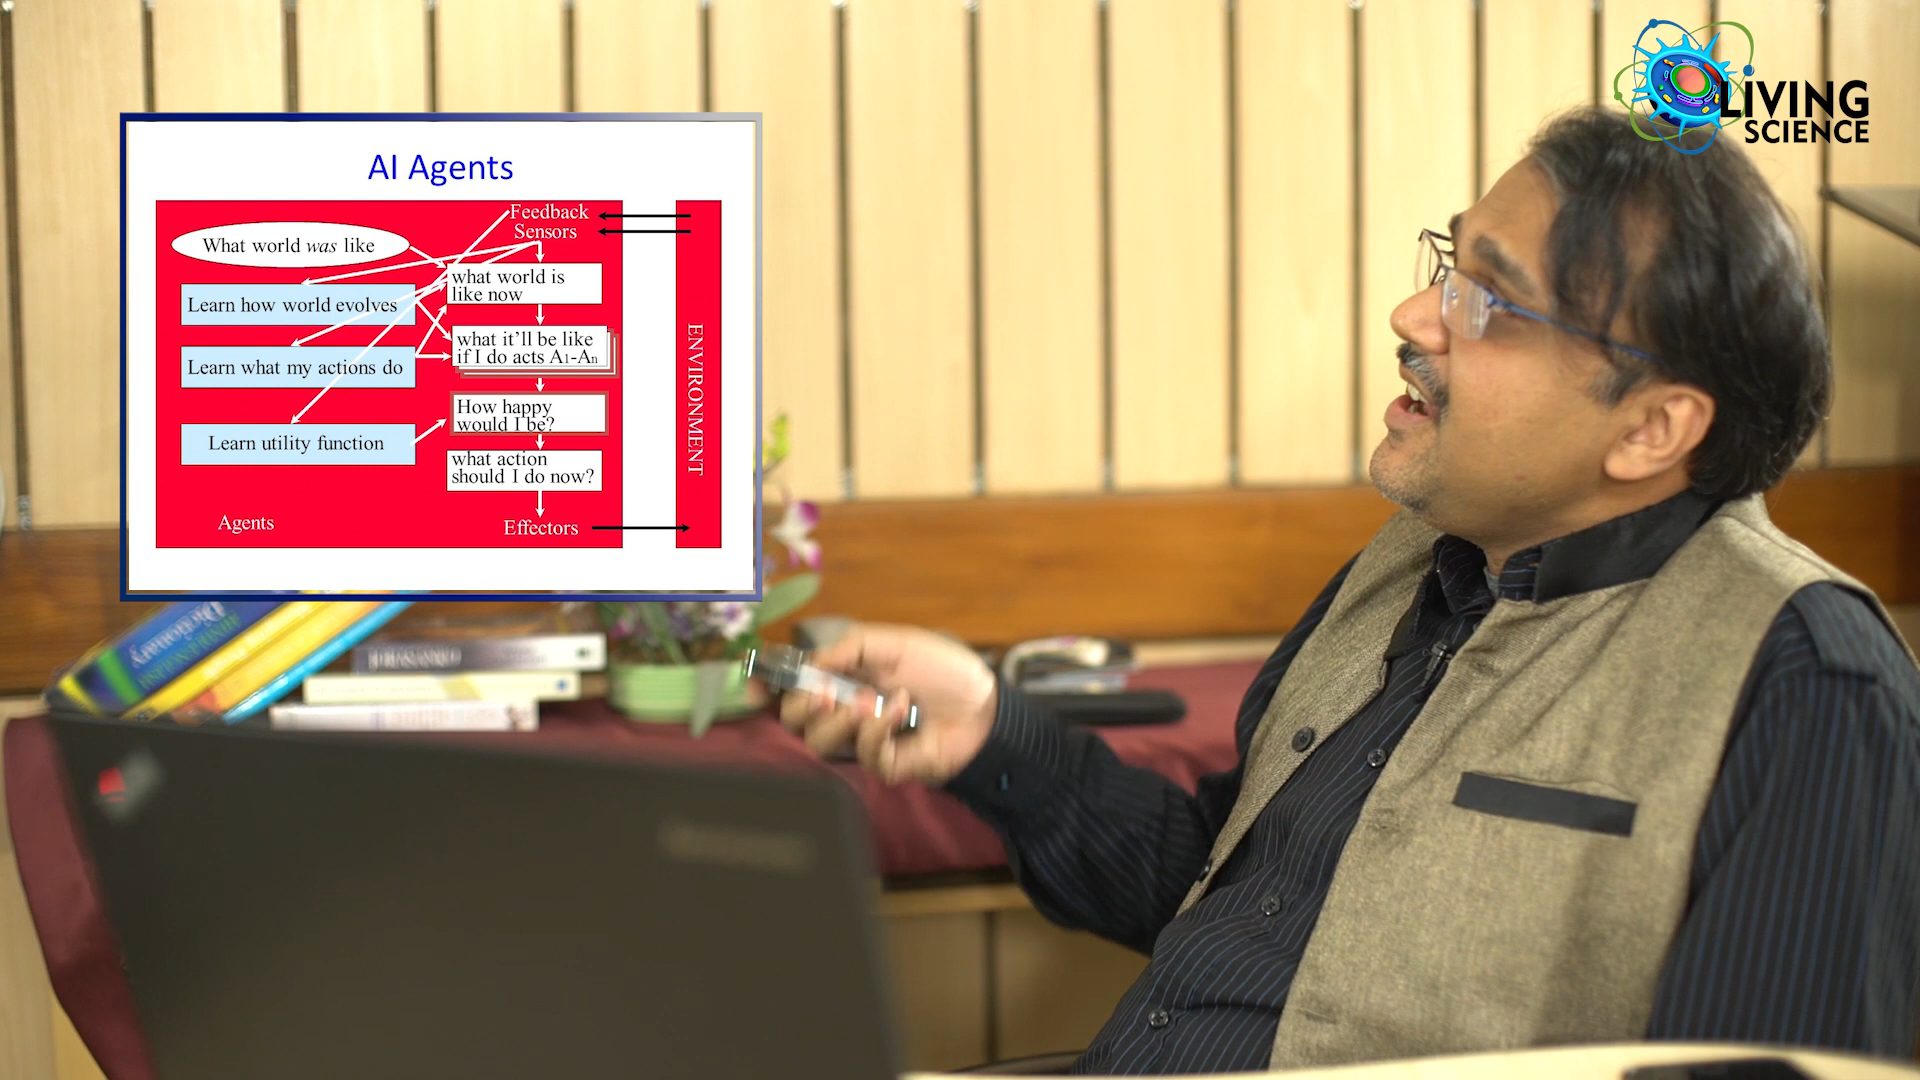 LIVING
SCIENCE
AI Agents
Feedback
Sensors
What world was like
what world is
like now
Learn how world evolves
what it'll be like
if I do acts A1-An
Learn what my actions do
How happy
would I be?
Learn utility function
what action
should I do now?
Agents
Effectors
ENVIRONMENT
Dictionary